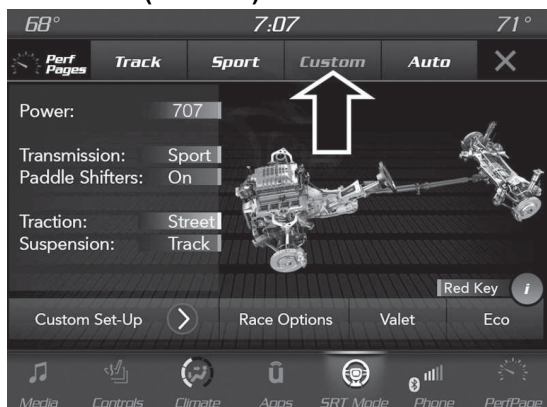 68° 7:07 71°
Perf Pages Track Sport Custom Auto X
Power: 707
Transmission: Sport
Paddle Shifters: On
Traction: Street
Suspension: Track
Red Key i
Custom Set-Up > Race Options Valet Eco
Media Controls Climate Apps SRT Mode Phone PerfPage